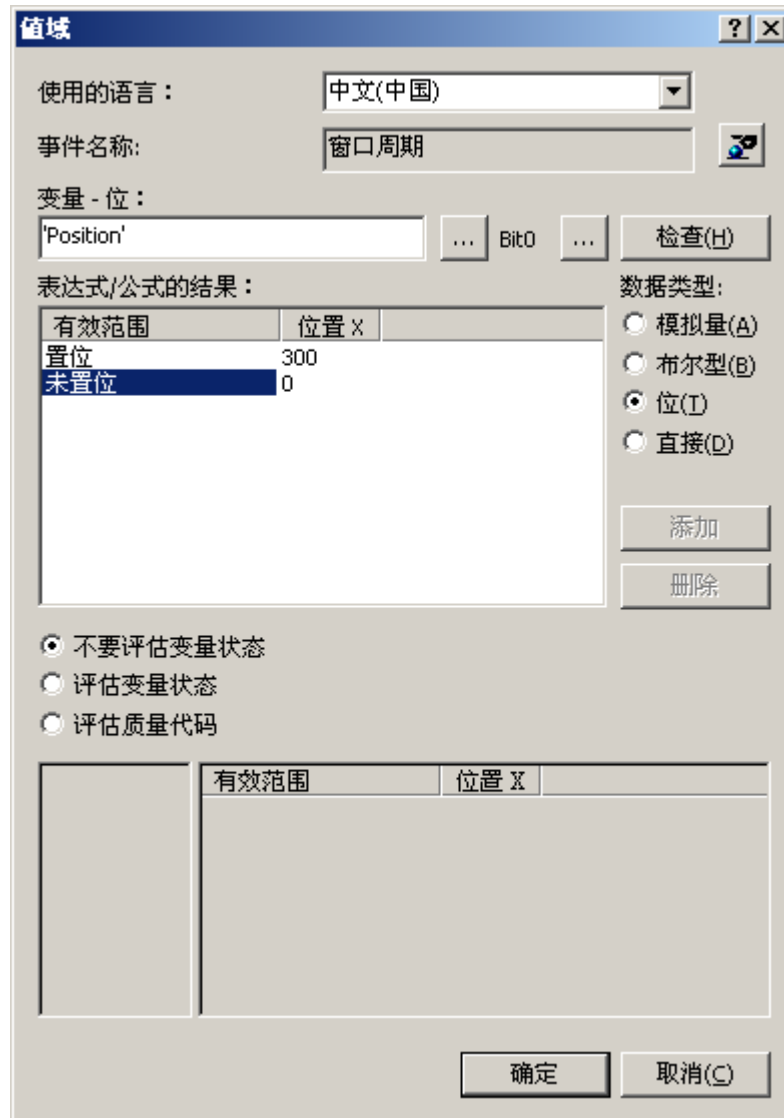 值域
使用的语言：
中文(中国)
事件名称:
窗口周期
变量 - 位：
'Position'
...
Bit0
...
检查(H)
表达式/公式的结果：
数据类型:
有效范围 位置 X
置位 300
未置位 0
模拟量(A)
布尔型(B)
位(T)
直接(D)
添加
删除
不要评估变量状态
评估变量状态
评估质量代码
有效范围 位置 X
确定
取消(C)